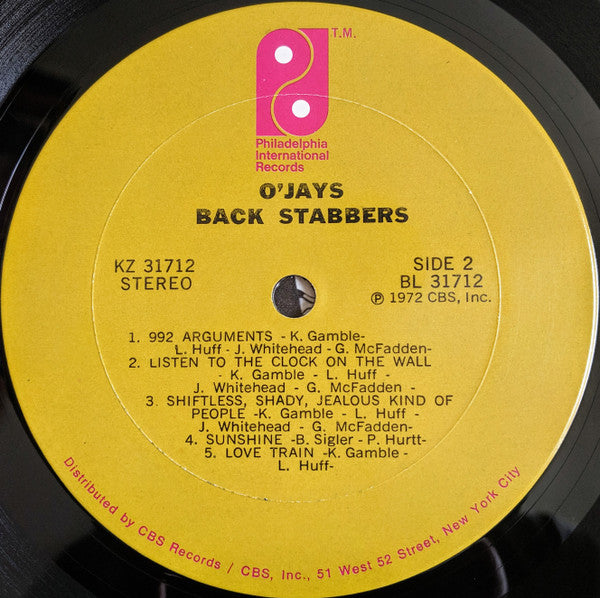 T.M.
Philadelphia
International
Records
O'JAYS
BACK STABBERS
KZ 31712
STEREO
SIDE 2
BL 31712
Ⓟ 1972 CBS, Inc.
1. 992 ARGUMENTS -K. Gamble-
L. Huff - J. Whitehead - G. McFadden-
2. LISTEN TO THE CLOCK ON THE WALL
- K. Gamble - L. Huff -
J. Whitehead - G. McFadden -
3. SHIFTLESS, SHADY, JEALOUS KIND OF
PEOPLE -K. Gamble - L. Huff -
J. Whitehead - G. McFadden-
4. SUNSHINE -B. Sigler - P. Hurtt-
5. LOVE TRAIN -K. Gamble -
L. Huff-
Distributed by CBS Records / CBS, Inc., 51 West 52 Street, New York City